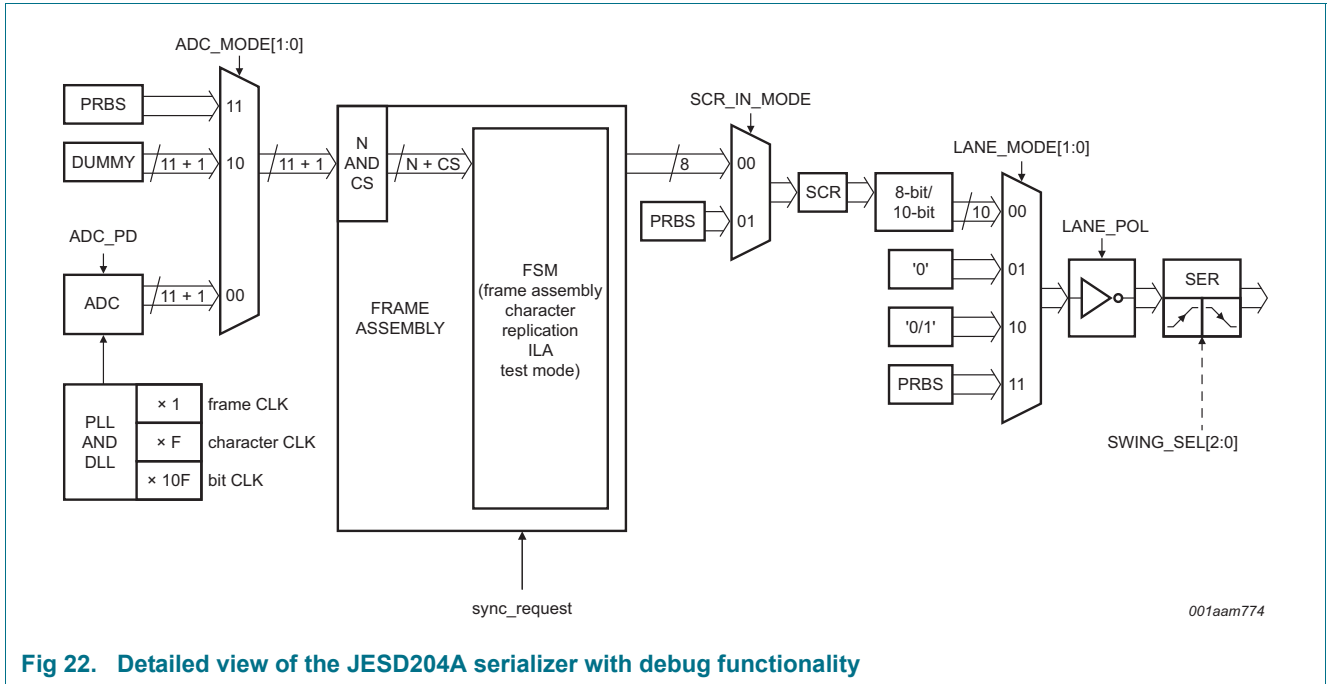 ADC_MODE[1:0]
PRBS
11
DUMMY
11 + 1
10
11 + 1
ADC_PD
ADC
11 + 1
00
PLL
AND
DLL
× 1
frame CLK
× F
character CLK
× 10F
bit CLK
N
AND
CS
N + CS
FRAME
ASSEMBLY
FSM
(frame assembly
character
replication
ILA
test mode)
sync_request
SCR_IN_MODE
8
00
PRBS
01
SCR
8-bit/
10-bit
10
LANE_MODE[1:0]
00
'0'
01
'0/1'
10
PRBS
11
LANE_POL
SER
SWING_SEL[2:0]
001aam774
Fig 22. Detailed view of the JESD204A serializer with debug functionality